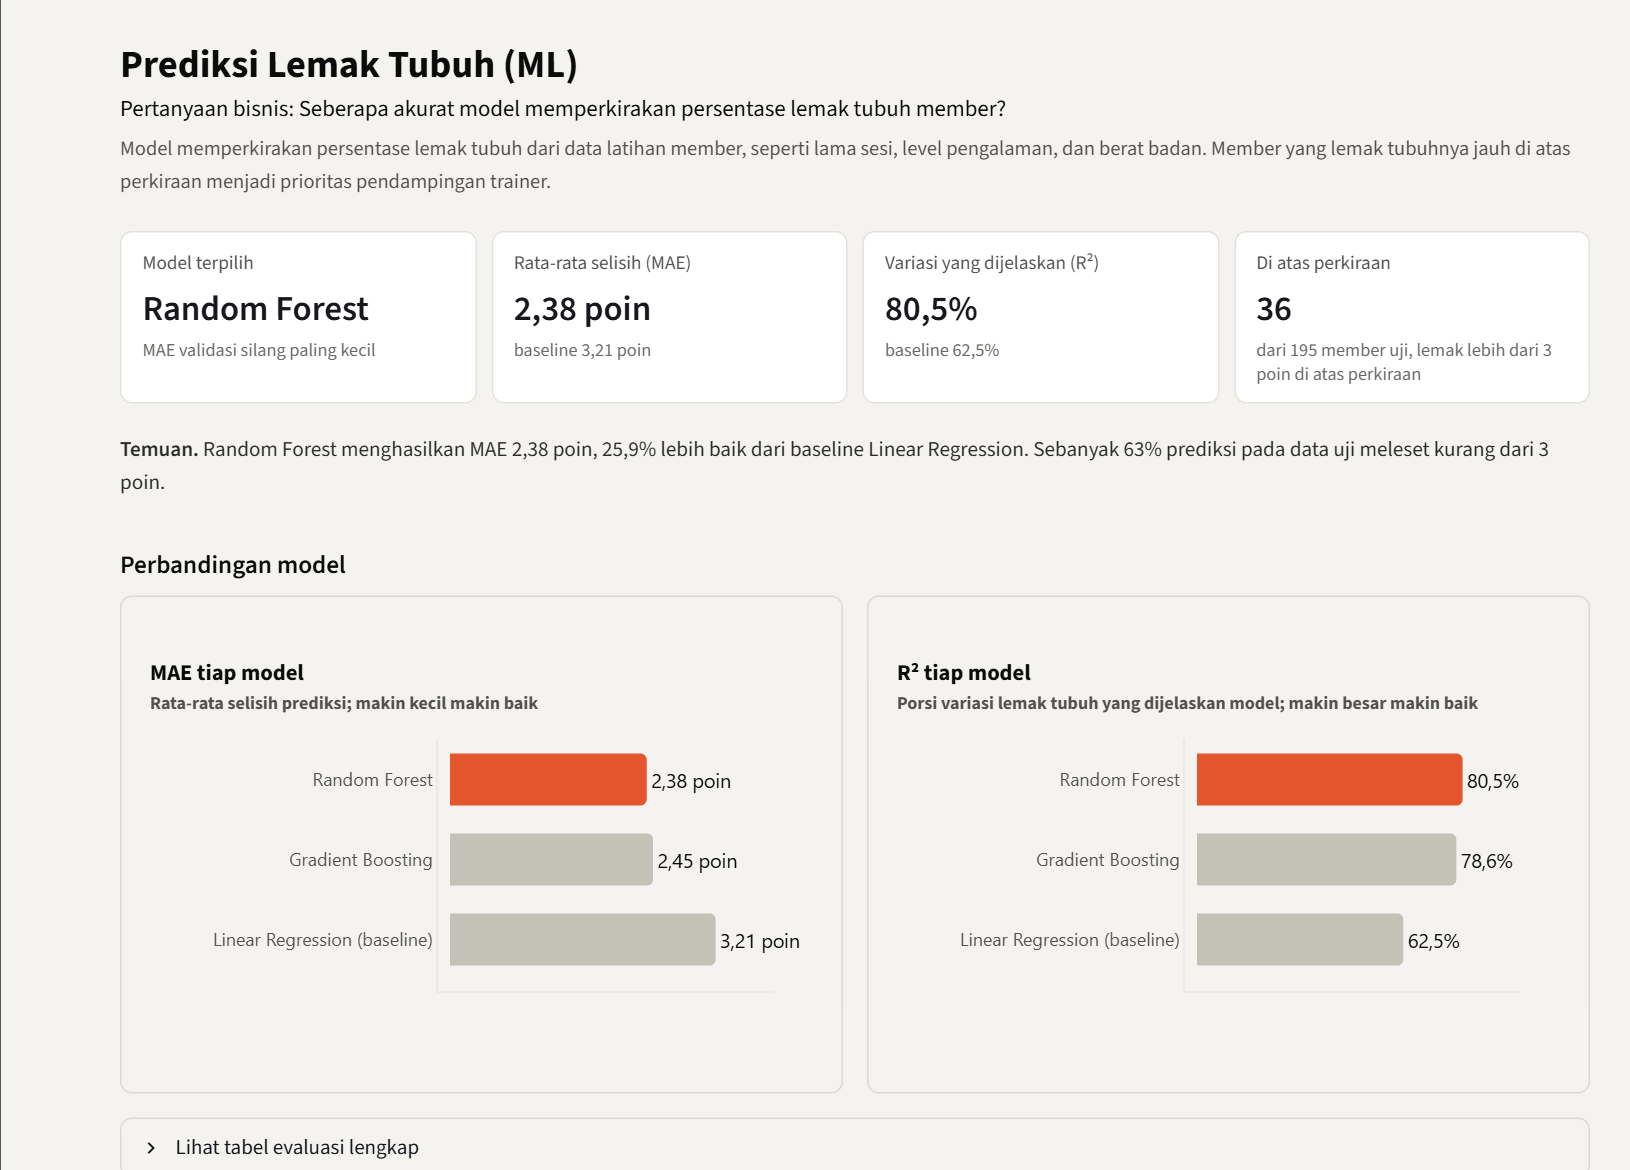 Prediksi Lemak Tubuh (ML)
Pertanyaan bisnis: Seberapa akurat model memperkirakan persentase lemak tubuh member?
Model memperkirakan persentase lemak tubuh dari data latihan member, seperti lama sesi, level pengalaman, dan berat badan. Member yang lemak tubuhnya jauh di atas
perkiraan menjadi prioritas pendampingan trainer.
Model terpilih
Random Forest
MAE validasi silang paling kecil
Rata-rata selisih (MAE)
2,38 poin
baseline 3,21 poin
Variasi yang dijelaskan (R²)
80,5%
baseline 62,5%
Di atas perkiraan
36
dari 195 member uji, lemak lebih dari 3
poin di atas perkiraan
Temuan. Random Forest menghasilkan MAE 2,38 poin, 25,9% lebih baik dari baseline Linear Regression. Sebanyak 63% prediksi pada data uji meleset kurang dari 3
poin.
Perbandingan model
MAE tiap model
Rata-rata selisih prediksi; makin kecil makin baik
Random Forest 2,38 poin
Gradient Boosting 2,45 poin
Linear Regression (baseline) 3,21 poin
R² tiap model
Porsi variasi lemak tubuh yang dijelaskan model; makin besar makin baik
Random Forest 80,5%
Gradient Boosting 78,6%
Linear Regression (baseline) 62,5%
Lihat tabel evaluasi lengkap